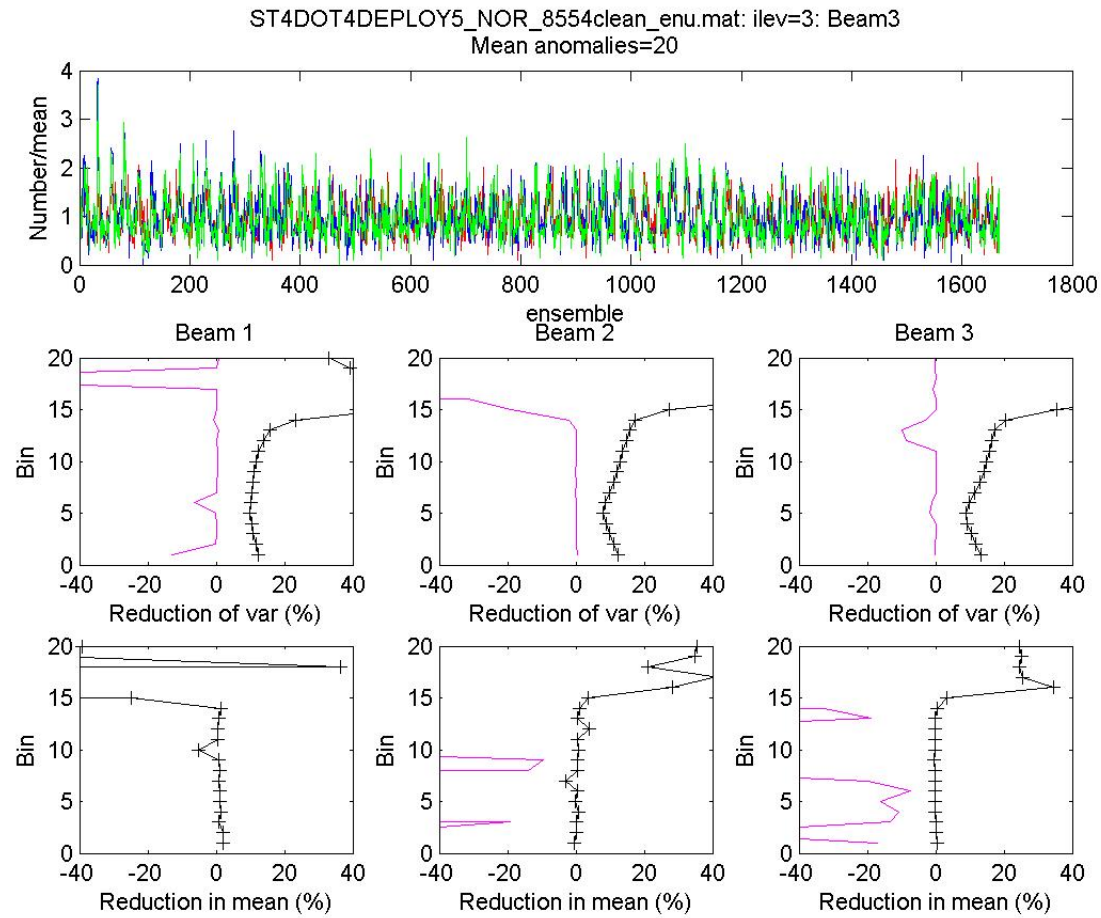 ST4DOT4DEPLOY5_NOR_8554clean_enu.mat: ilev=3: Beam3
Mean anomalies=20
4
3
2
1
0
Number/mean
0 200 400 600 800 1000 1200 1400 1600 1800
ensemble
Beam 1 Beam 2 Beam 3
20 20 20
15 15 15
10 10 10
5 5 5
0 0 0
Bin Bin Bin
-40 -20 0 20 40 -40 -20 0 20 40 -40 -20 0 20 40
Reduction of var (%) Reduction of var (%) Reduction of var (%)
20 20 20
15 15 15
10 10 10
5 5 5
0 0 0
Bin Bin Bin
-40 -20 0 20 40 -40 -20 0 20 40 -40 -20 0 20 40
Reduction in mean (%) Reduction in mean (%) Reduction in mean (%)